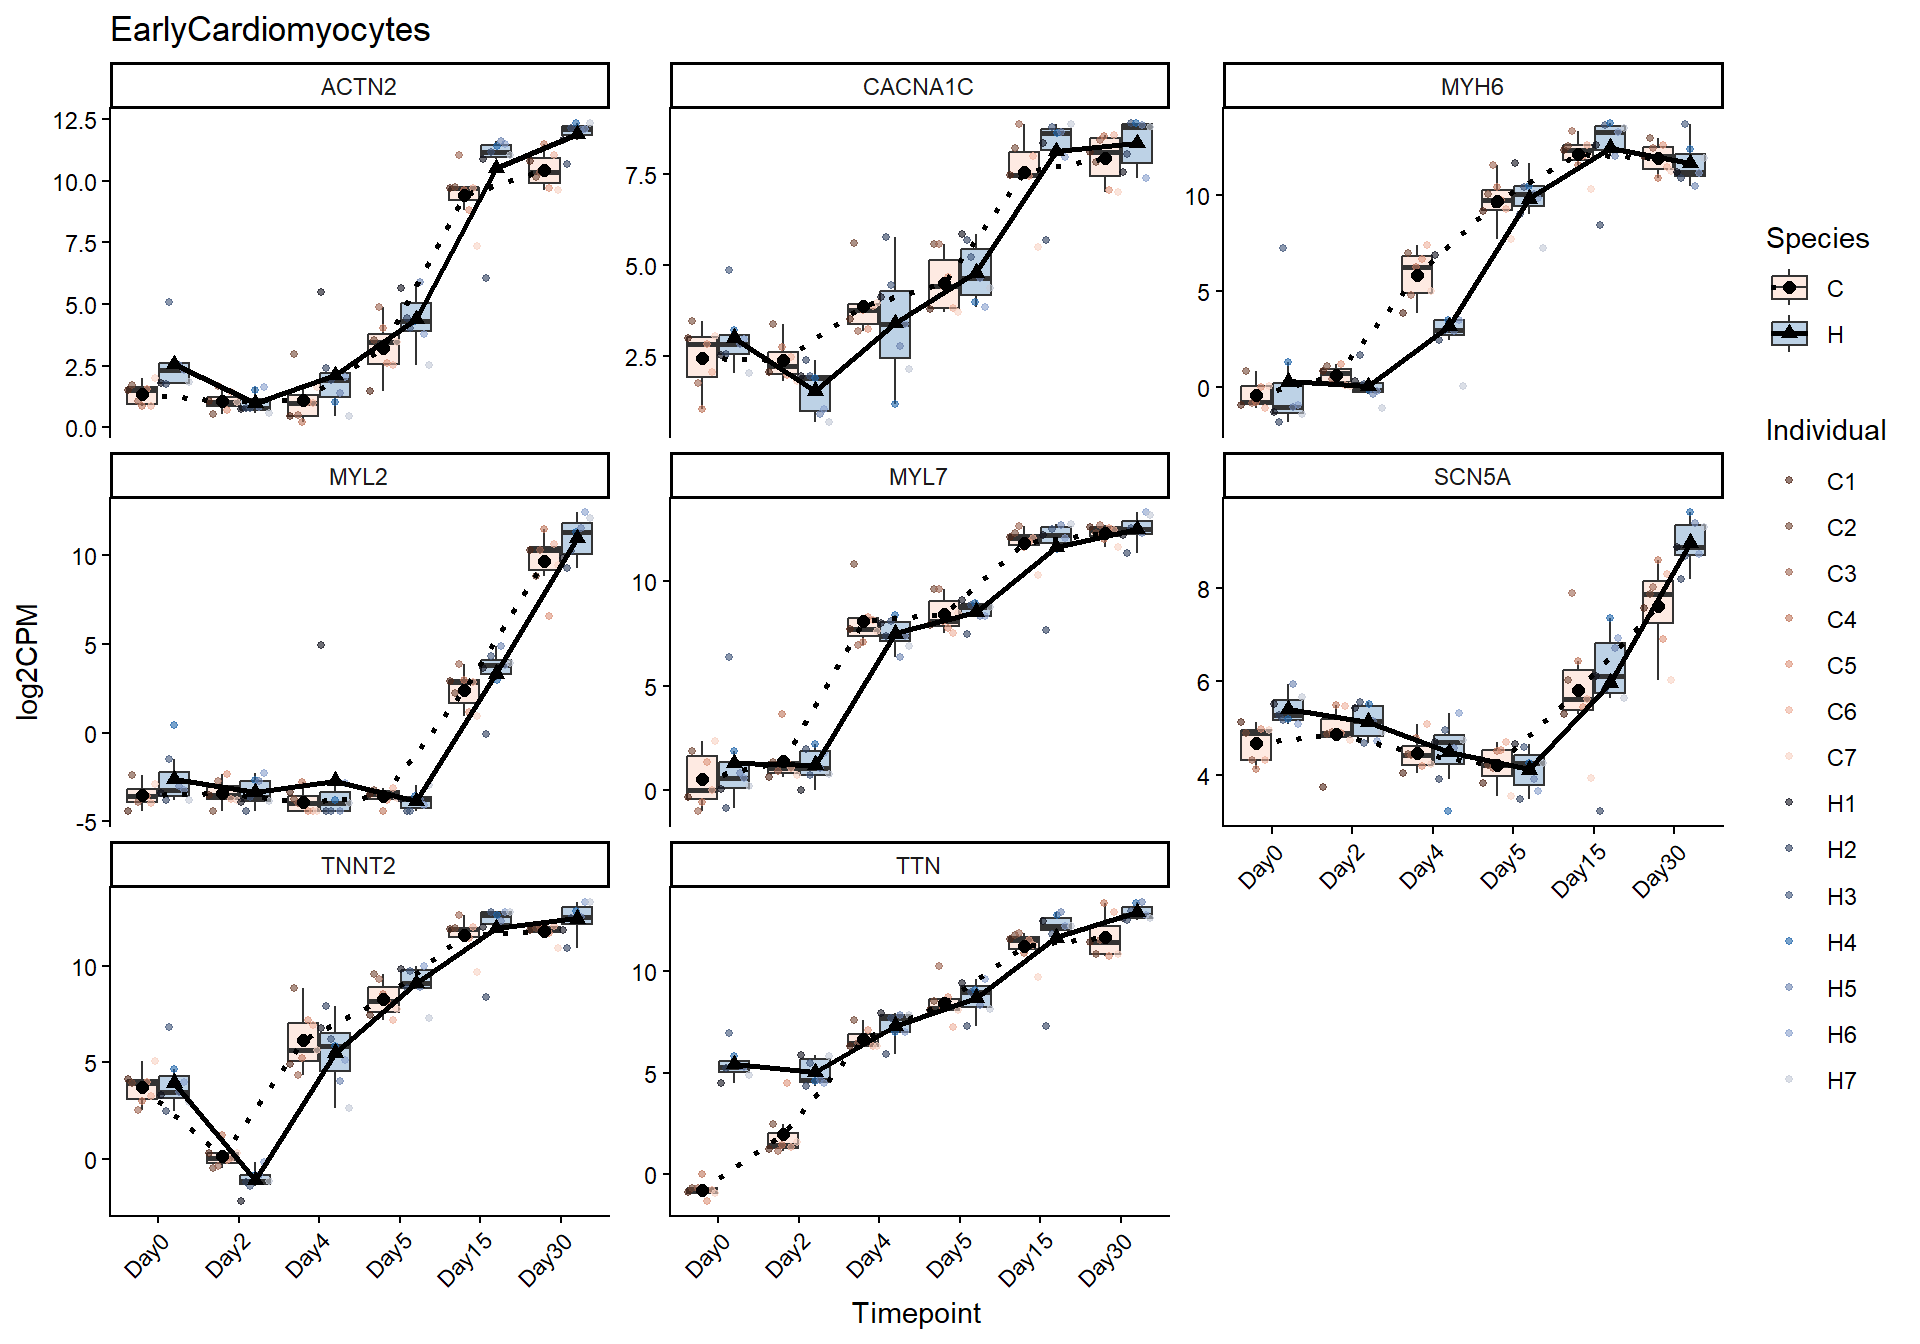 EarlyCardiomyocytes
ACTN2
CACNA1C
MYH6
12.5
10.0
7.5
5.0
2.5
0.0
7.5
5.0
2.5
10
5
0
MYL2
MYL7
SCN5A
10
5
0
-5
10
5
0
8
6
4
Day0
Day2
Day4
Day5
Day15
Day30
TNNT2
TTN
10
5
0
10
5
0
Day0
Day2
Day4
Day5
Day15
Day30
Day0
Day2
Day4
Day5
Day15
Day30
log2CPM
Timepoint
Species
C
H
Individual
C1
C2
C3
C4
C5
C6
C7
H1
H2
H3
H4
H5
H6
H7